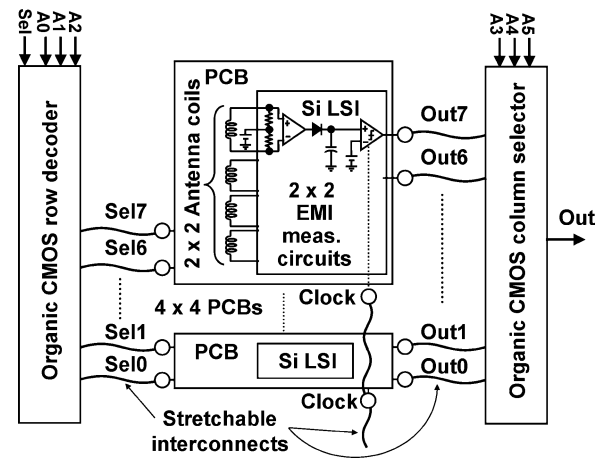 Sel
A0
A1
A2
A3
A4
A5
Organic CMOS row decoder
PCB
Si LSI
2 x 2 Antenna coils
2 x 2
EMI
meas.
circuits
Out7
Out6
Sel7
Sel6
Organic CMOS column selector
Out
4 x 4 PCBs
Clock
Sel1
Sel0
PCB
Si LSI
Out1
Out0
Clock
Stretchable
interconnects